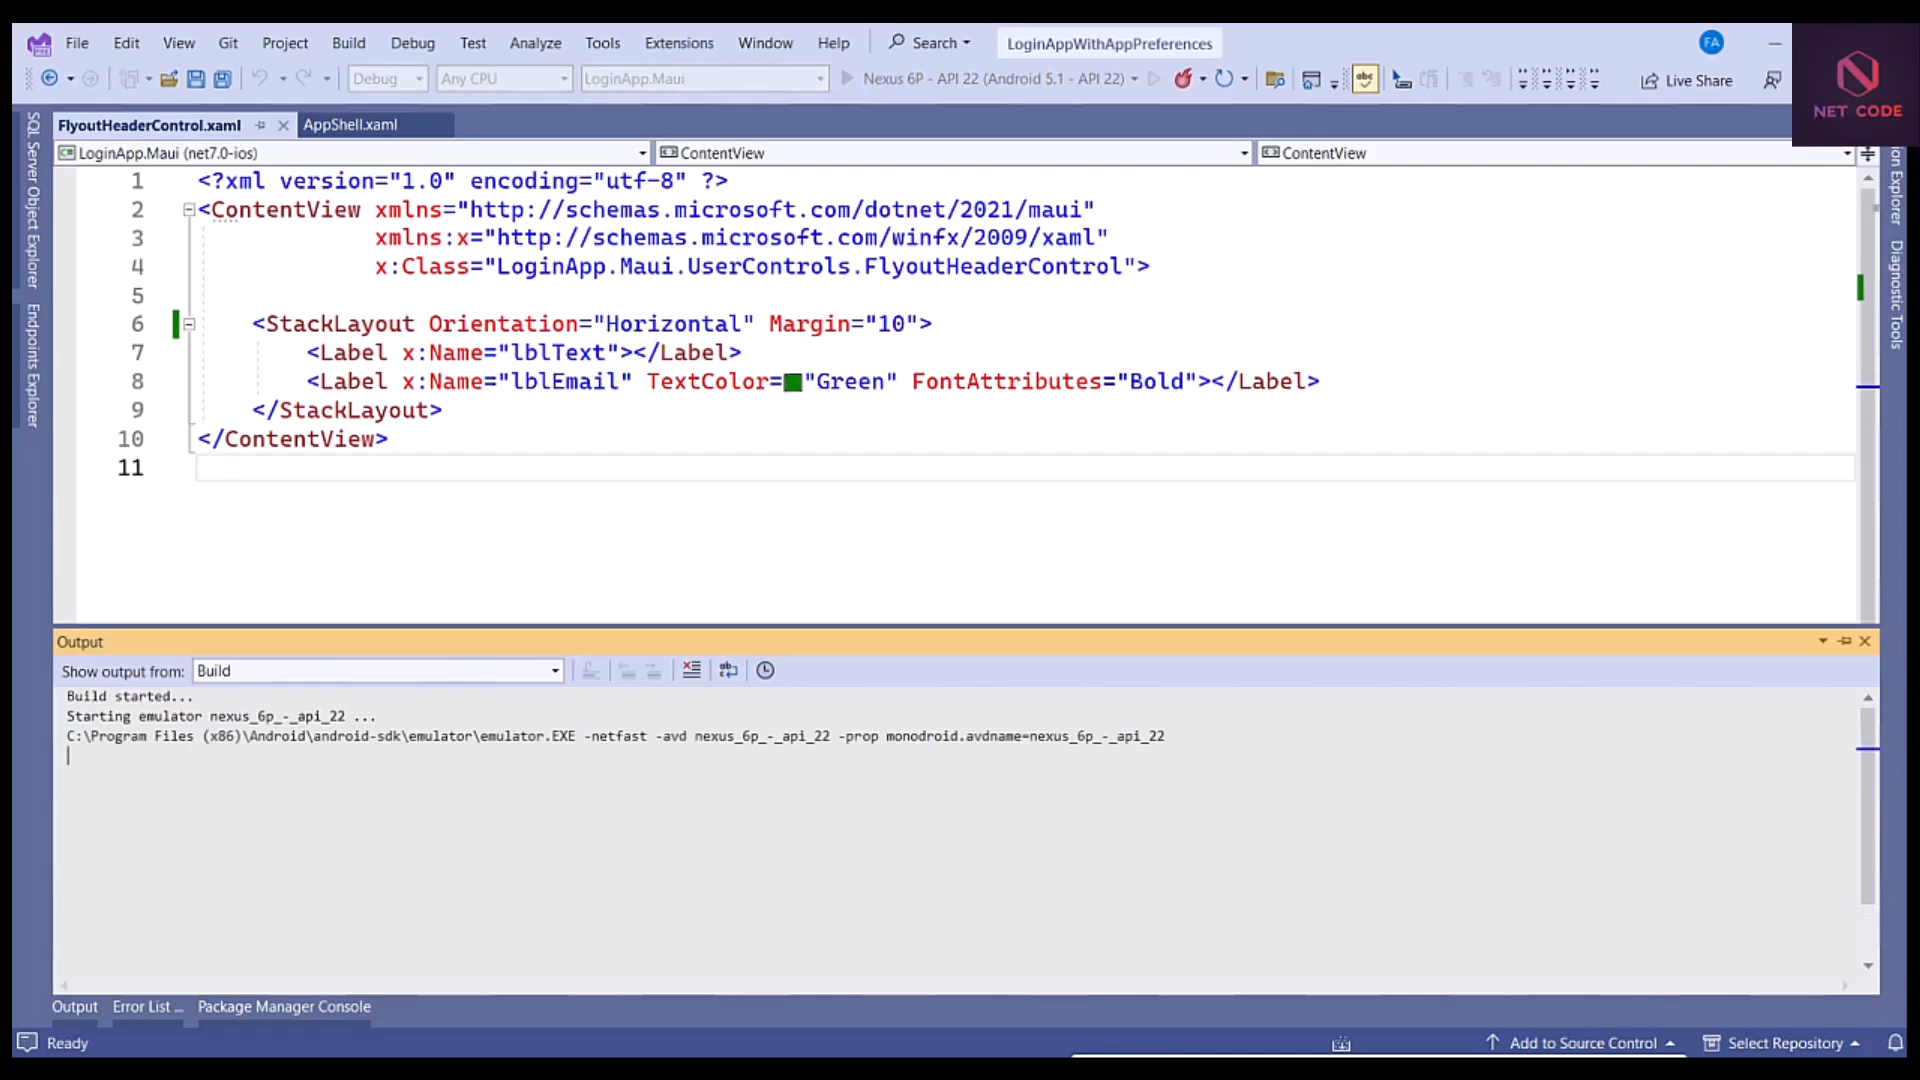 File Edit View Git Project Build Debug Test Analyze Tools Extensions Window Help Search LoginAppWithAppPreferences FA
Debug Any CPU LoginApp.Maui Nexus 6P - API 22 (Android 5.1 - API 22) abc Live Share
NET CODE
SQL Server Object Explorer
Endpoints Explorer
FlyoutHeaderControl.xaml AppShell.xaml
LoginApp.Maui (net7.0-ios) ContentView ContentView
1 <?xml version="1.0" encoding="utf-8" ?>
2 <ContentView xmlns="http://schemas.microsoft.com/dotnet/2021/maui"
3 xmlns:x="http://schemas.microsoft.com/winfx/2009/xaml"
4 x:Class="LoginApp.Maui.UserControls.FlyoutHeaderControl">
5
6 <StackLayout Orientation="Horizontal" Margin="10">
7 <Label x:Name="lblText"></Label>
8 <Label x:Name="lblEmail" TextColor="Green" FontAttributes="Bold"></Label>
9 </StackLayout>
10 </ContentView>
11
Explorer
Diagnostic Tools
Output
Show output from: Build
Build started...
Starting emulator nexus_6p_-_api_22 ...
C:\Program Files (x86)\Android\android-sdk\emulator\emulator.EXE -netfast -avd nexus_6p_-_api_22 -prop monodroid.avdname=nexus_6p_-_api_22
Output Error List ... Package Manager Console
Ready Add to Source Control Select Repository